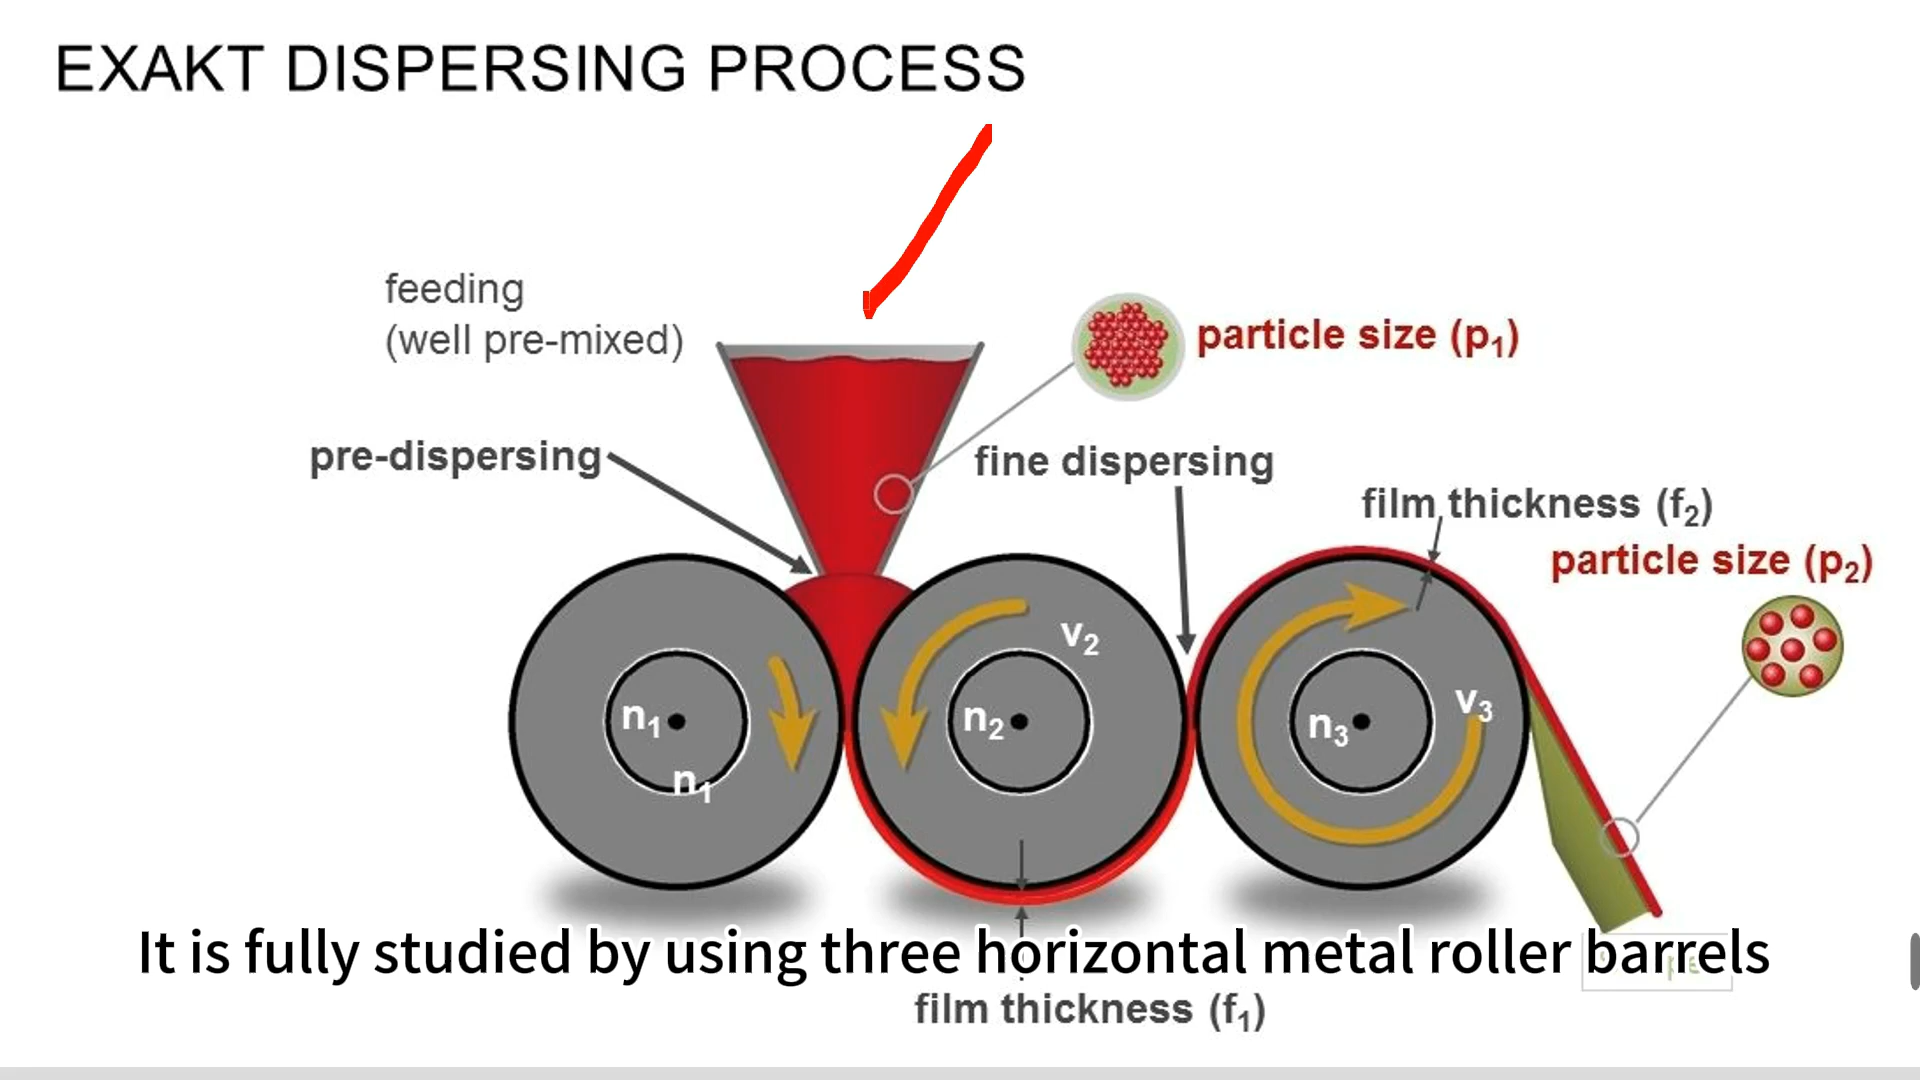 EXAKT DISPERSING PROCESS
feeding
(well pre-mixed)
particle size (p₁)
pre-dispersing
fine dispersing
film thickness (f₂)
particle size (p₂)
v₂
n₁
n₂
n₃
v₃
n₁
It is fully studied by using three horizontal metal roller barrels
film thickness (f₁)